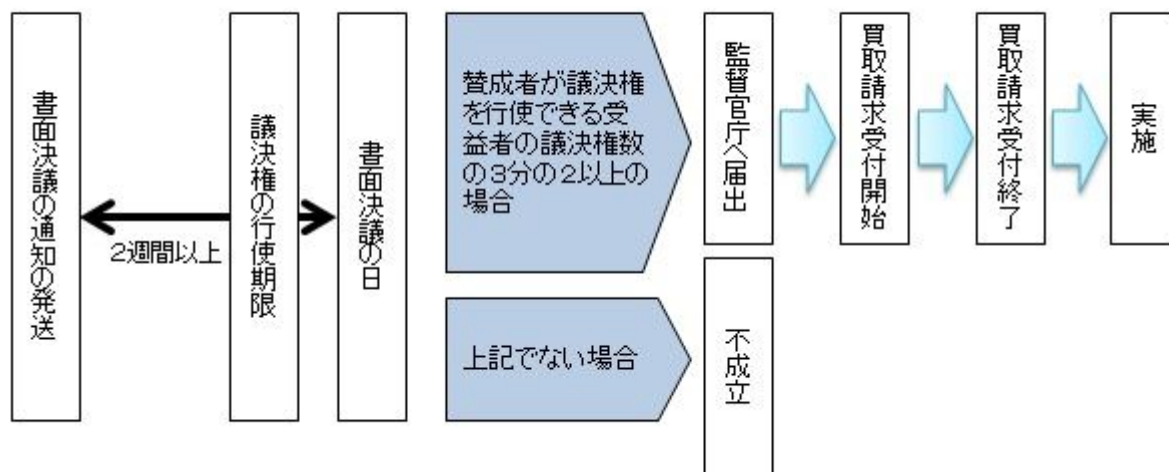 書面決議の通知の発送
2週間以上
議決権の行使期限
書面決議の日
賛成者が議決権
を行使できる受
益者の議決権数
の3分の2以上の
場合
上記でない場合
監督官庁へ届出
不成立
買取請求受付開始
買取請求受付終了
実施